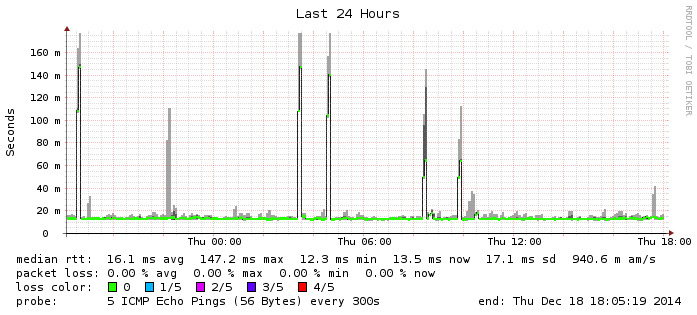 Last 24 Hours
RRDTOOL / TOBI OETIKER
Seconds
160 m
140 m
120 m
100 m
80 m
60 m
40 m
20 m
0
Thu 00:00 Thu 06:00 Thu 12:00 Thu 18:00
median rtt: 16.1 ms avg 147.2 ms max 12.3 ms min 13.5 ms now 17.1 ms sd 940.6 m am/s
packet loss: 0.00 % avg 0.00 % max 0.00 % min 0.00 % now
loss color: 0 1/5 2/5 3/5 4/5
probe: 5 ICMP Echo Pings (56 Bytes) every 300s end: Thu Dec 18 18:05:19 2014